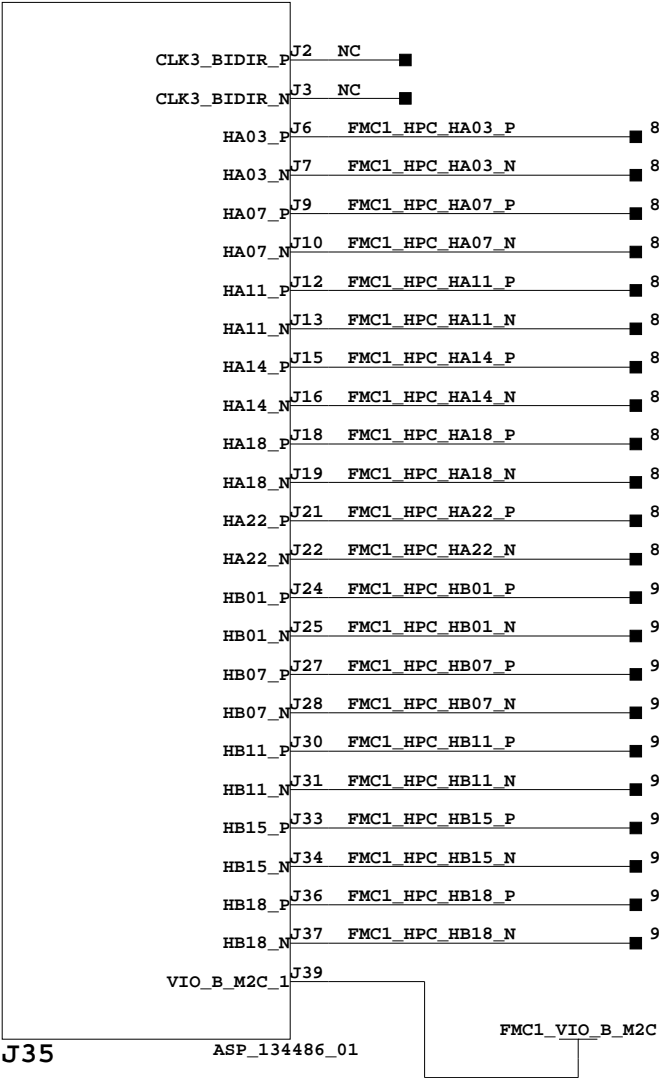 CLK3_BIDIR_P J2 NC
CLK3_BIDIR_N J3 NC
HA03_P J6 FMC1_HPC_HA03_P 8
HA03_N J7 FMC1_HPC_HA03_N 8
HA07_P J9 FMC1_HPC_HA07_P 8
HA07_N J10 FMC1_HPC_HA07_N 8
HA11_P J12 FMC1_HPC_HA11_P 8
HA11_N J13 FMC1_HPC_HA11_N 8
HA14_P J15 FMC1_HPC_HA14_P 8
HA14_N J16 FMC1_HPC_HA14_N 8
HA18_P J18 FMC1_HPC_HA18_P 8
HA18_N J19 FMC1_HPC_HA18_N 8
HA22_P J21 FMC1_HPC_HA22_P 8
HA22_N J22 FMC1_HPC_HA22_N 8
HB01_P J24 FMC1_HPC_HB01_P 9
HB01_N J25 FMC1_HPC_HB01_N 9
HB07_P J27 FMC1_HPC_HB07_P 9
HB07_N J28 FMC1_HPC_HB07_N 9
HB11_P J30 FMC1_HPC_HB11_P 9
HB11_N J31 FMC1_HPC_HB11_N 9
HB15_P J33 FMC1_HPC_HB15_P 9
HB15_N J34 FMC1_HPC_HB15_N 9
HB18_P J36 FMC1_HPC_HB18_P 9
HB18_N J37 FMC1_HPC_HB18_N 9
VIO_B_M2C_1 J39
FMC1_VIO_B_M2C
J35 ASP_134486_01